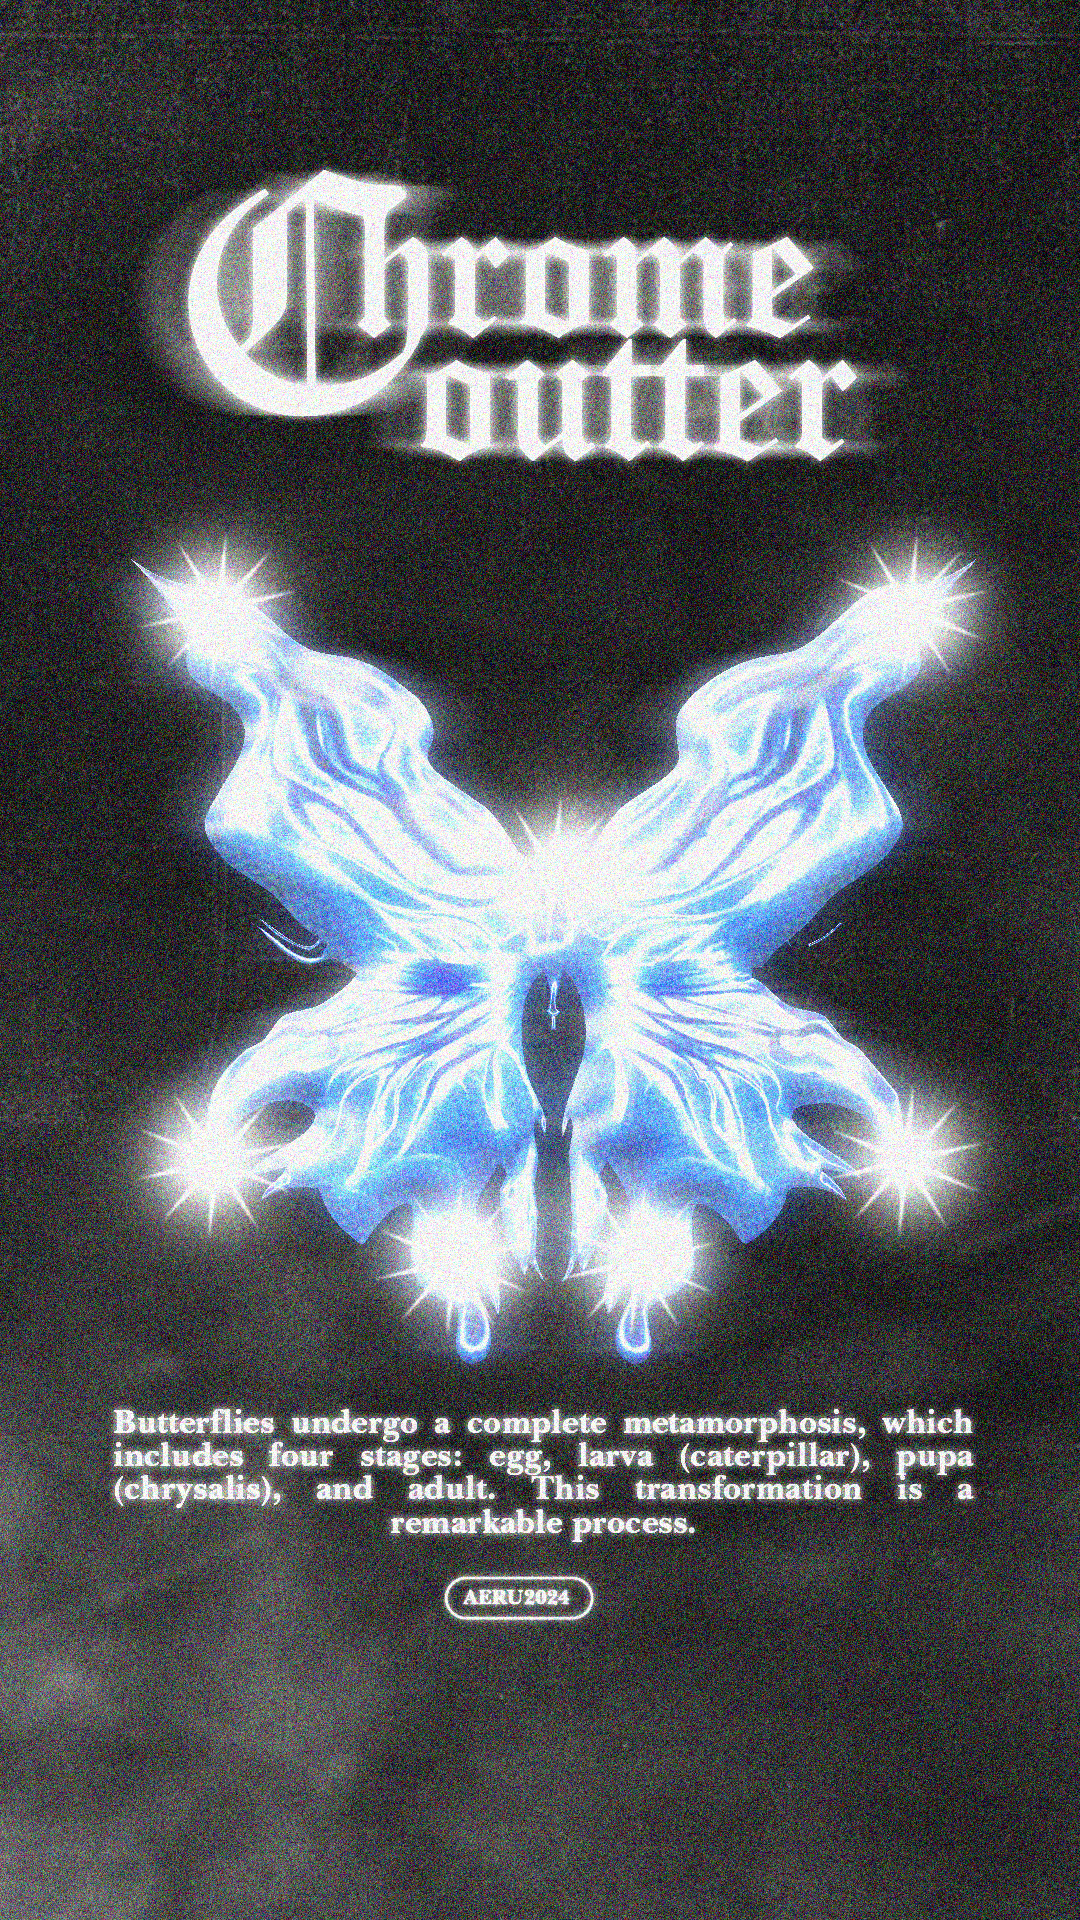 Chrome
outter
Butterflies undergo a complete metamorphosis, which
includes four stages: egg, larva (caterpillar), pupa
(chrysalis), and adult. This transformation is a
remarkable process.
AERU2024